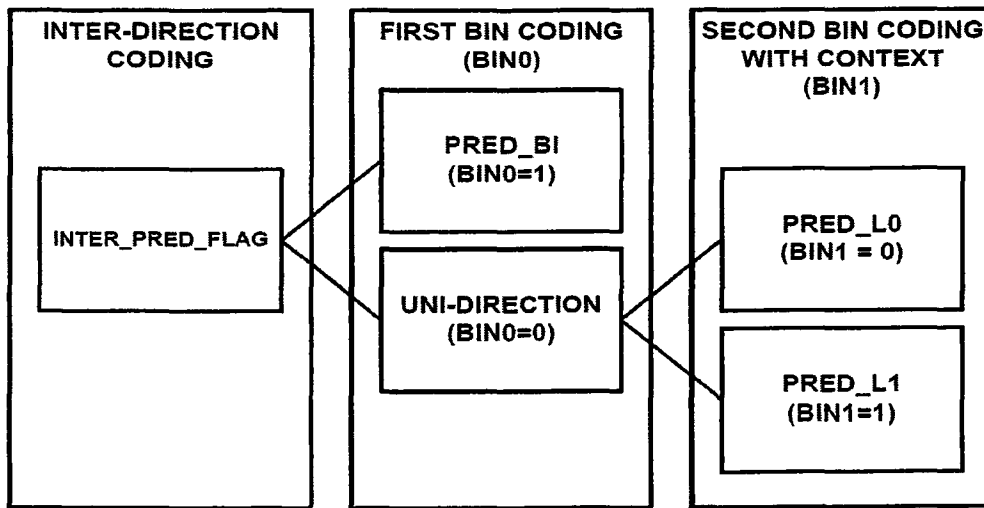 INTER-DIRECTION
CODING
INTER_PRED_FLAG
FIRST BIN CODING
(BIN0)
PRED_BI
(BIN0=1)
UNI-DIRECTION
(BIN0=0)
SECOND BIN CODING
WITH CONTEXT
(BIN1)
PRED_L0
(BIN1 = 0)
PRED_L1
(BIN1=1)